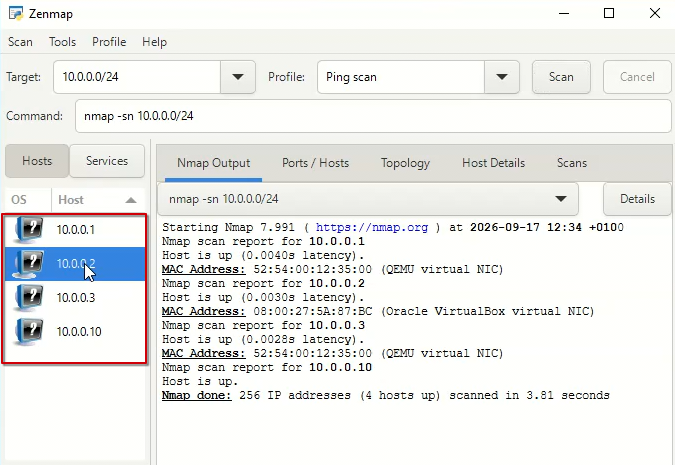 Zenmap
Scan Tools Profile Help
Target: 10.0.0.0/24 Profile: Ping scan Scan Cancel
Command: nmap -sn 10.0.0.0/24
Hosts Services Nmap Output Ports / Hosts Topology Host Details Scans
OS Host nmap -sn 10.0.0.0/24 Details
10.0.0.1
10.0.0.2
10.0.0.3
10.0.0.10
Starting Nmap 7.991 ( https://nmap.org ) at 2026-09-17 12:34 +0100
Nmap scan report for 10.0.0.1
Host is up (0.0040s latency).
MAC Address: 52:54:00:12:35:00 (QEMU virtual NIC)
Nmap scan report for 10.0.0.2
Host is up (0.0030s latency).
MAC Address: 08:00:27:5A:87:BC (Oracle VirtualBox virtual NIC)
Nmap scan report for 10.0.0.3
Host is up (0.0028s latency).
MAC Address: 52:54:00:12:35:00 (QEMU virtual NIC)
Nmap scan report for 10.0.0.10
Host is up.
Nmap done: 256 IP addresses (4 hosts up) scanned in 3.81 seconds